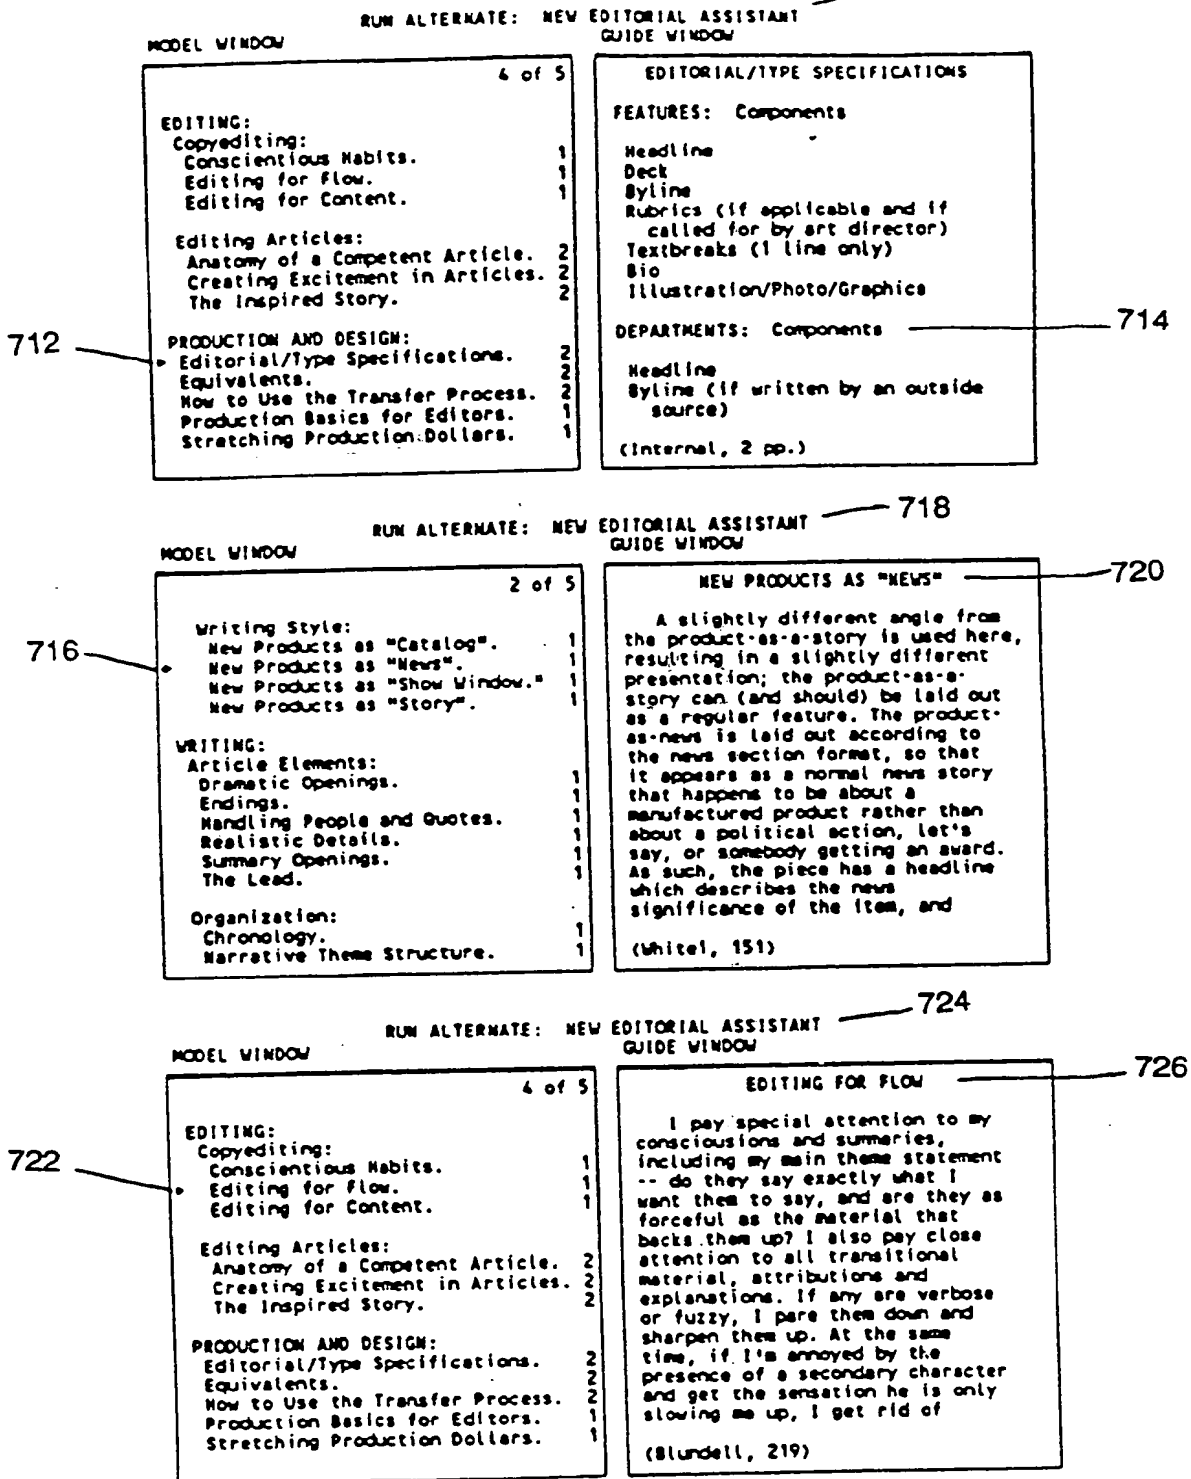 RUN ALTERNATE: NEW EDITORIAL ASSISTANT
MODEL WINDOW
GUIDE WINDOW
4 of 5
EDITING:
Copyediting:
Conscientious Habits. 1
Editing for Flow. 1
Editing for Content. 1
Editing Articles:
Anatomy of a Competent Article. 2
Creating Excitement in Articles. 2
The Inspired Story. 2
712
PRODUCTION AND DESIGN:
Editorial/Type Specifications. 2
Equivalents. 2
How to Use the Transfer Process. 2
Production Basics for Editors. 1
Stretching Production Dollars. 1
EDITORIAL/TYPE SPECIFICATIONS
FEATURES: Components
Headline
Deck
Byline
Rubrics (if applicable and if
called for by art director)
Textbreaks (1 line only)
Bio
Illustration/Photo/Graphics
DEPARTMENTS: Components
714
Headline
Byline (if written by an outside
source)
(Internal, 2 pp.)
RUN ALTERNATE: NEW EDITORIAL ASSISTANT
718
MODEL WINDOW
GUIDE WINDOW
2 of 5
Writing Style:
New Products as "Catalog". 1
716
New Products as "News". 1
New Products as "Show Window." 1
New Products as "Story". 1
WRITING:
Article Elements:
Dramatic Openings. 1
Endings. 1
Handling People and Quotes. 1
Realistic Details. 1
Summary Openings. 1
The Lead. 1
Organization:
Chronology. 1
Narrative Theme Structure. 1
NEW PRODUCTS AS "NEWS"
720
A slightly different angle from
the product-as-a-story is used here,
resulting in a slightly different
presentation; the product-as-a-
story can (and should) be laid out
as a regular feature. The product-
as-news is laid out according to
the news section format, so that
it appears as a normal news story
that happens to be about a
manufactured product rather than
about a political action, let's
say, or somebody getting an award.
As such, the piece has a headline
which describes the news
significance of the item, and
(White1, 151)
RUN ALTERNATE: NEW EDITORIAL ASSISTANT
724
MODEL WINDOW
GUIDE WINDOW
4 of 5
EDITING:
Copyediting:
Conscientious Habits. 1
722
Editing for Flow. 1
Editing for Content. 1
Editing Articles:
Anatomy of a Competent Article. 2
Creating Excitement in Articles. 2
The Inspired Story. 2
PRODUCTION AND DESIGN:
Editorial/Type Specifications. 2
Equivalents. 2
How to Use the Transfer Process. 2
Production Basics for Editors. 1
Stretching Production Dollars. 1
EDITING FOR FLOW
726
I pay special attention to my
consciousions and summaries,
including my main theme statement
-- do they say exactly what I
want them to say, and are they as
forceful as the material that
backs them up? I also pay close
attention to all transitional
material, attributions and
explanations. If any are verbose
or fuzzy, I pare them down and
sharpen them up. At the same
time, if I'm annoyed by the
presence of a secondary character
and get the sensation he is only
slowing me up, I get rid of
(Blundell, 219)